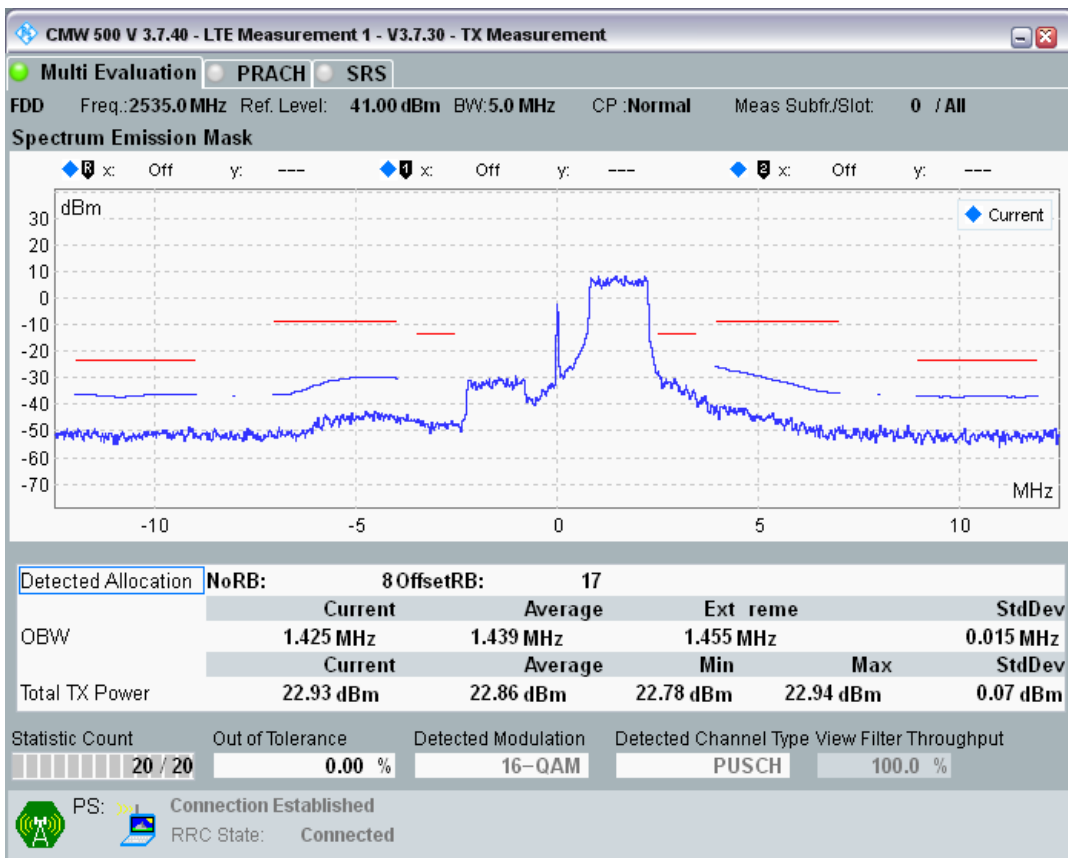 CMW 500 V 3.7.40 - LTE Measurement 1 - V3.7.30 - TX Measurement
Multi Evaluation PRACH SRS
FDD Freq.:2535.0 MHz Ref. Level: 41.00 dBm BW:5.0 MHz CP :Normal Meas Subfr./Slot: 0 / All
Spectrum Emission Mask
R x: Off y: --- 1 x: Off y: --- 2 x: Off y: ---
dBm
Current
30
20
10
0
-10
-20
-30
-40
-50
-60
-70
MHz
-10 -5 0 5 10
Detected Allocation NoRB: 8 OffsetRB: 17
Current Average Ext reme StdDev
OBW 1.425 MHz 1.439 MHz 1.455 MHz 0.015 MHz
Current Average Min Max StdDev
Total TX Power 22.93 dBm 22.86 dBm 22.78 dBm 22.94 dBm 0.07 dBm
Statistic Count Out of Tolerance Detected Modulation Detected Channel Type View Filter Throughput
20 / 20 0.00 % 16-QAM PUSCH 100.0 %
PS: Connection Established
RRC State: Connected